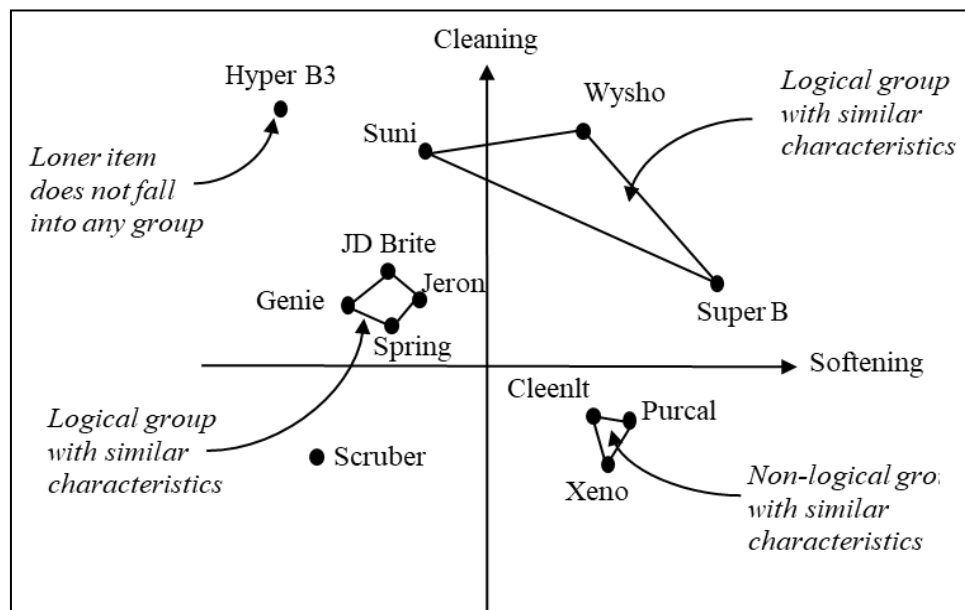 Cleaning
Hyper B3
Wysho
Logical group
with similar
characteristics
Suni
Loner item
does not fall
into any group
JD Brite
Jeron
Genie
Super B
Spring
Softening
Cleenlt
Purcal
Logical group
with similar
characteristics
Scruber
Xeno
Non-logical
with similar
characteristics